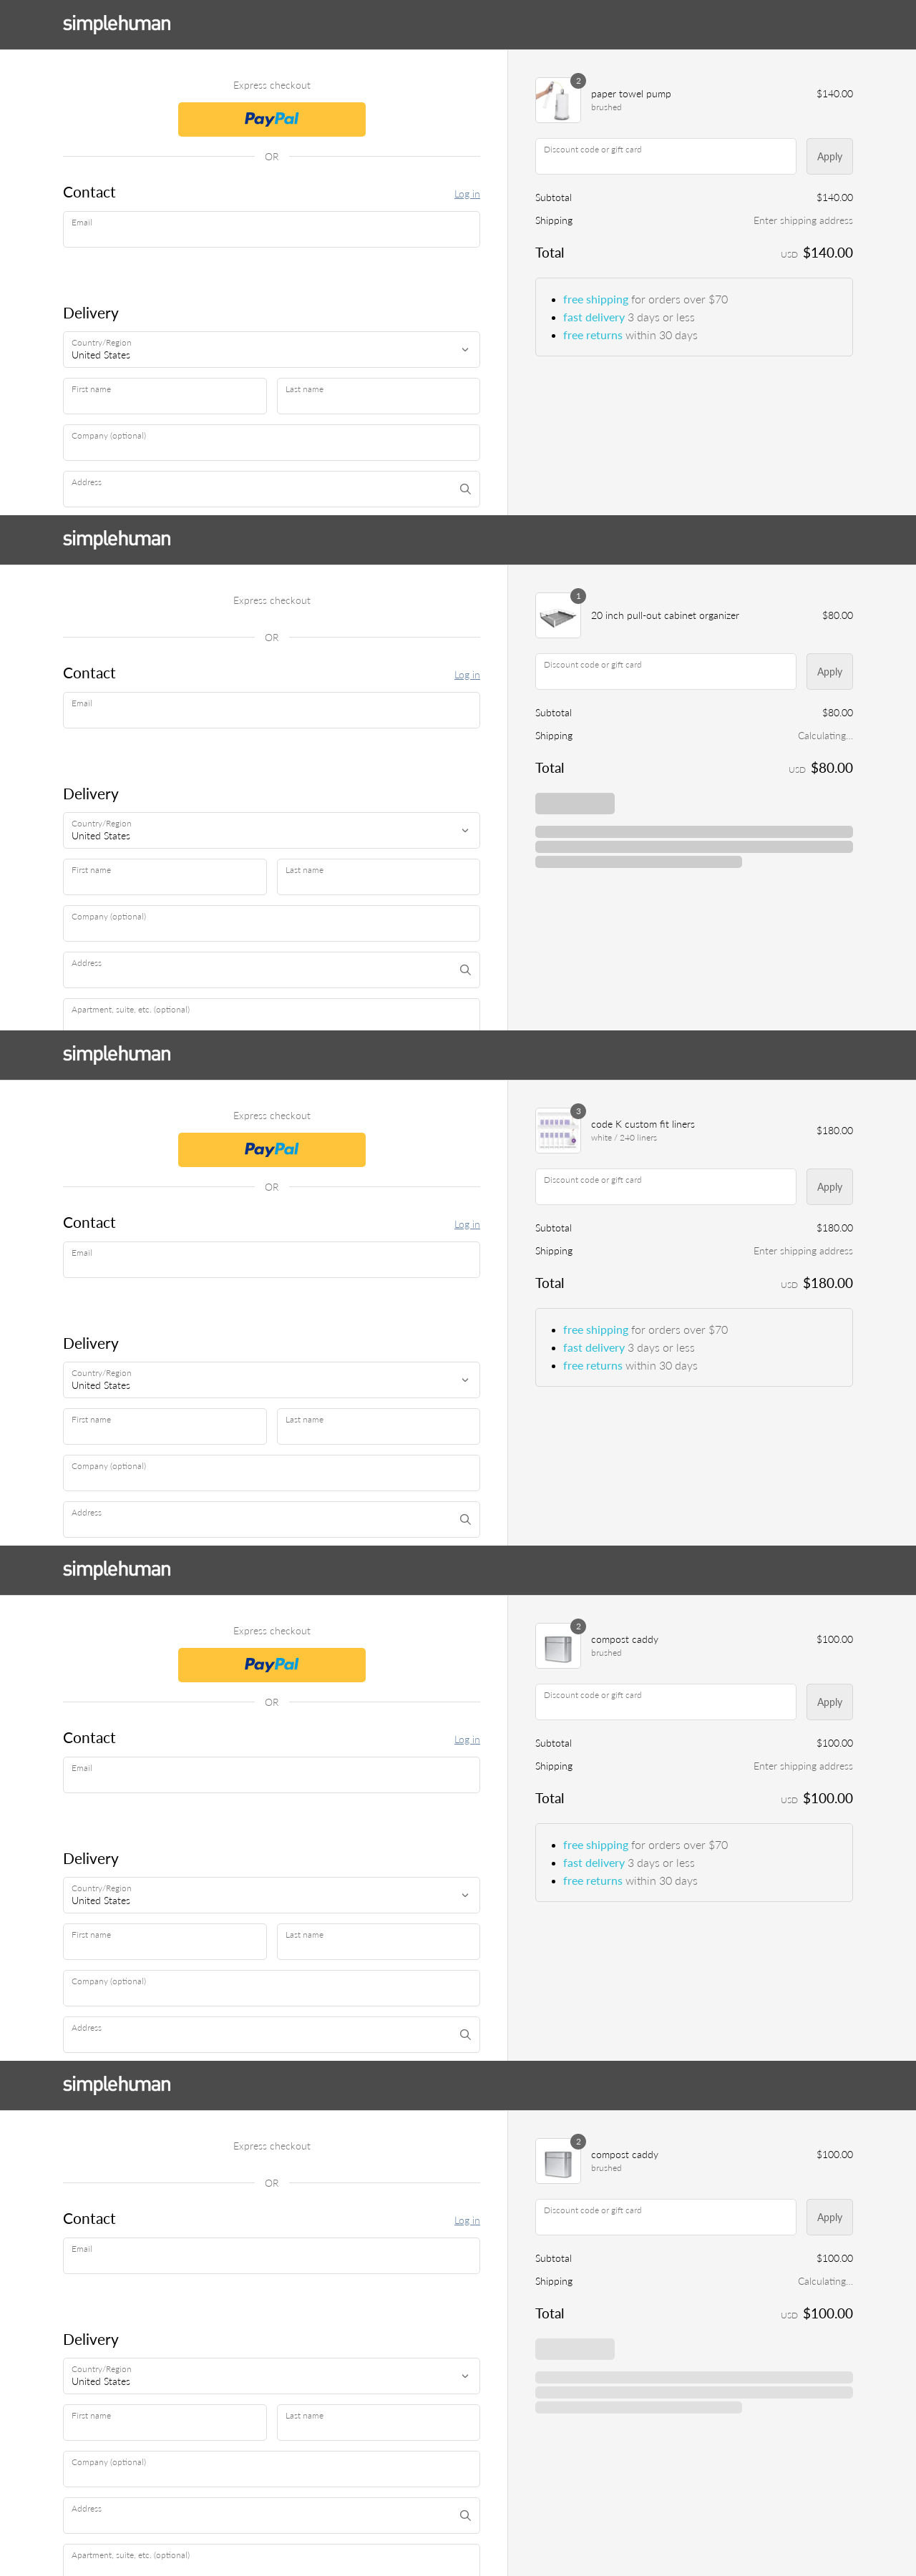 simplehuman
Express checkout
PayPal
OR
Contact
Log in
Email
Delivery
Country/Region
United States
First name
Last name
Company (optional)
Address
2
paper towel pump
brushed
$140.00
Discount code or gift card
Apply
Subtotal
$140.00
Shipping
Enter shipping address
Total
USD $140.00
free shipping for orders over $70
fast delivery 3 days or less
free returns within 30 days
simplehuman
Express checkout
OR
Contact
Log in
Email
Delivery
Country/Region
United States
First name
Last name
Company (optional)
Address
Apartment, suite, etc. (optional)
1
20 inch pull-out cabinet organizer
$80.00
Discount code or gift card
Apply
Subtotal
$80.00
Shipping
Calculating...
Total
USD $80.00
simplehuman
Express checkout
PayPal
OR
Contact
Log in
Email
Delivery
Country/Region
United States
First name
Last name
Company (optional)
Address
3
code K custom fit liners
white / 240 liners
$180.00
Discount code or gift card
Apply
Subtotal
$180.00
Shipping
Enter shipping address
Total
USD $180.00
free shipping for orders over $70
fast delivery 3 days or less
free returns within 30 days
simplehuman
Express checkout
PayPal
OR
Contact
Log in
Email
Delivery
Country/Region
United States
First name
Last name
Company (optional)
Address
2
compost caddy
brushed
$100.00
Discount code or gift card
Apply
Subtotal
$100.00
Shipping
Enter shipping address
Total
USD $100.00
free shipping for orders over $70
fast delivery 3 days or less
free returns within 30 days
simplehuman
Express checkout
OR
Contact
Log in
Email
Delivery
Country/Region
United States
First name
Last name
Company (optional)
Address
Apartment, suite, etc. (optional)
2
compost caddy
brushed
$100.00
Discount code or gift card
Apply
Subtotal
$100.00
Shipping
Calculating...
Total
USD $100.00